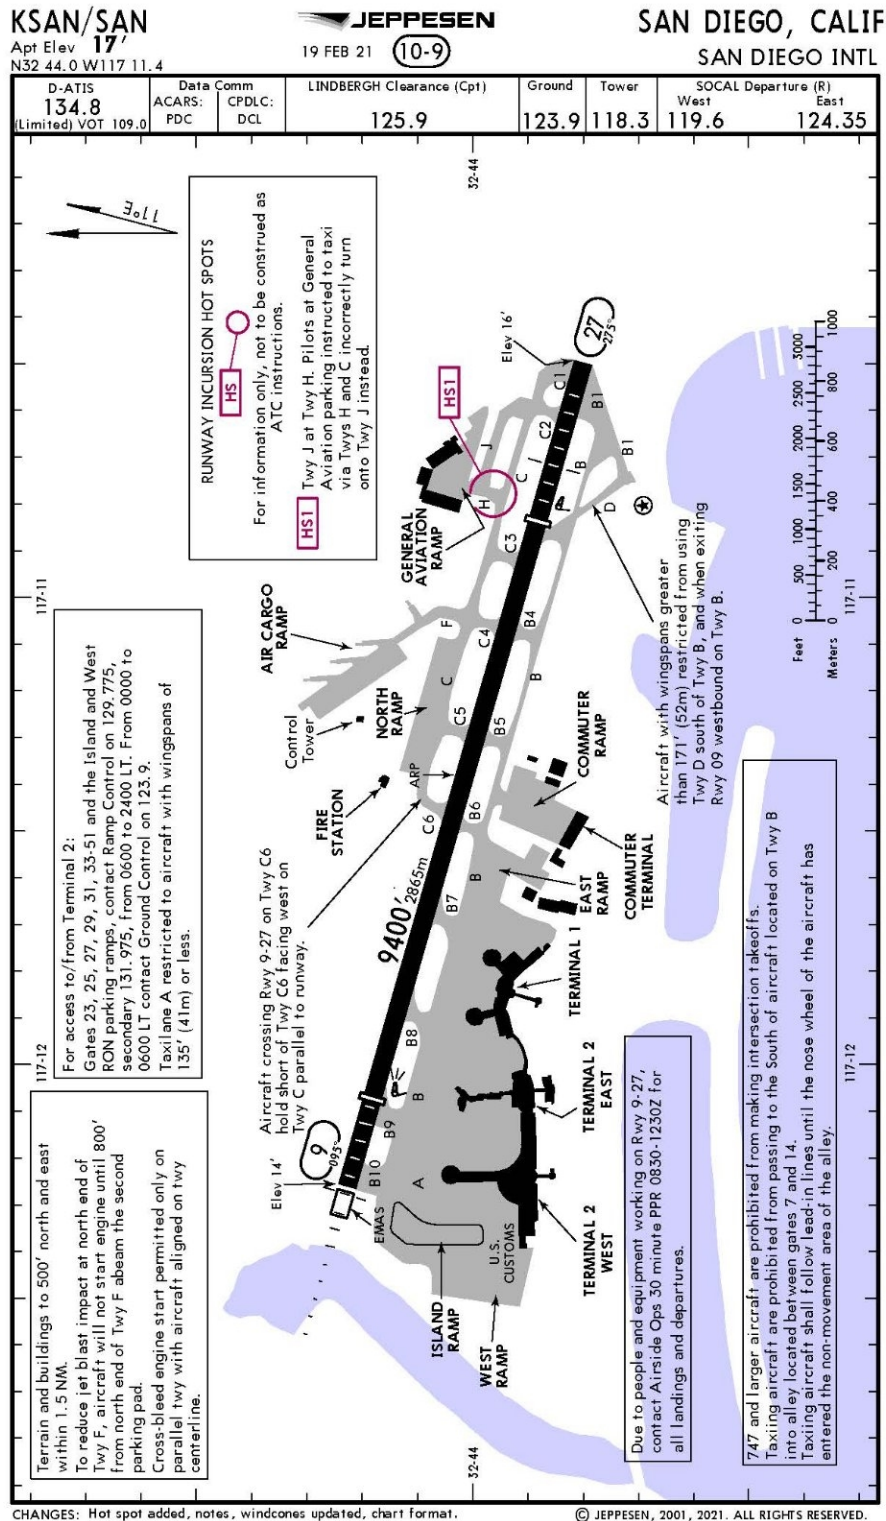 KSAN/SAN
Apt Elev 17'
N32 44.0 W117 11.4
JEPPESEN
19 FEB 21 10-9
SAN DIEGO, CALIF
SAN DIEGO INTL
D-ATIS
134.8
(Limited) VOT 109.0
Data Comm
ACARS: CPDLC:
PDC DCL
LINDBERGH Clearance (Cpt)
125.9
Ground
123.9
Tower
118.3
SOCAL Departure (R)
West East
119.6 124.35
11°E
32-44
RUNWAY INCURSION HOT SPOTS
HS
For information only, not to be construed as
ATC instructions.
HS1 Twy J at Twy H. Pilots at General
Aviation parking instructed to taxi
via Twys H and C incorrectly turn
onto Twy J instead.
Elev 16'
27
275°
HS1
C1
B1
C2
J
B
B1
C
H
D
C3
GENERAL
AVIATION
RAMP
117-11
AIR CARGO
RAMP
F
C4
B4
C
B
NORTH
RAMP
C5
B5
Control
Tower
ARP
FIRE
STATION
C6
B6
COMMUTER
RAMP
COMMUTER
TERMINAL
EAST
RAMP
B
B7
9400'
2865m
TERMINAL 1
B8
B
B9
B10
A
TERMINAL 2
EAST
TERMINAL 2
WEST
U.S.
CUSTOMS
9
095°
Elev 14'
EMAS
ISLAND
RAMP
WEST
RAMP
Aircraft with wingspans greater
than 171' (52m) restricted from using
Twy D south of Twy B, and when exiting
Rwy 09 westbound on Twy B.
Feet 0 500 1000 1500 2000 2500 3000
Meters 0 200 400 600 800 1000
117-11
For access to/from Terminal 2:
Gates 23, 25, 27, 29, 31, 33-51 and the Island and West
RON parking ramps, contact Ramp Control on 129.775,
secondary 131.975, from 0600 to 2400 LT. From 0000 to
0600 LT contact Ground Control on 123.9.
Taxilane A restricted to aircraft with wingspans of
135' (41m) or less.
Aircraft crossing Rwy 9-27 on Twy C6
hold short of Twy C6 facing west on
Twy C parallel to runway.
117-12
Terrain and buildings to 500' north and east
within 1.5 NM.
To reduce jet blast impact at north end of
Twy F, aircraft will not start engine until 800'
from north end of Twy F abeam the second
parking pad.
Cross-bleed engine start permitted only on
parallel twy with aircraft aligned on twy
centerline.
Due to people and equipment working on Rwy 9-27,
contact Airside Ops 30 minute PPR 0830-1230Z for
all landings and departures.
747 and larger aircraft are prohibited from making intersection takeoffs.
Taxiing aircraft are prohibited from passing to the South of aircraft located on Twy B
into alley located between gates 7 and 14.
Taxiing aircraft shall follow lead-in lines until the nose wheel of the aircraft has
entered the non-movement area of the alley.
117-12
32-44
CHANGES: Hot spot added, notes, windcones updated, chart format.
© JEPPESEN, 2001, 2021. ALL RIGHTS RESERVED.